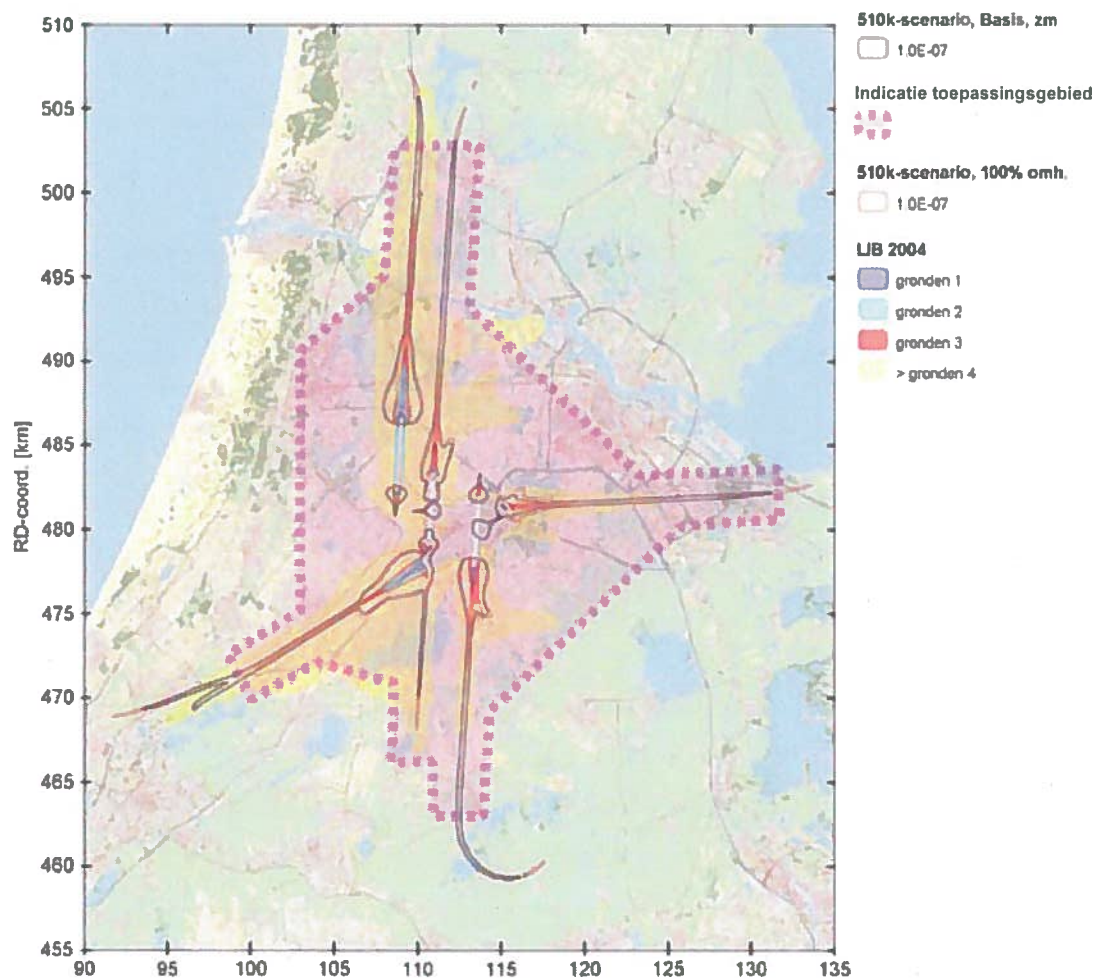 510
505
500
495
490
485
480
475
470
465
460
455
RD-coord. [km]
90 95 100 105 110 115 120 125 130 135
510k-scenario, Basis, zm
1.0E-07
Indicatie toepassingsgebied
510k-scenario, 100% omh.
1.0E-07
LIB 2004
gronden 1
gronden 2
gronden 3
> gronden 4